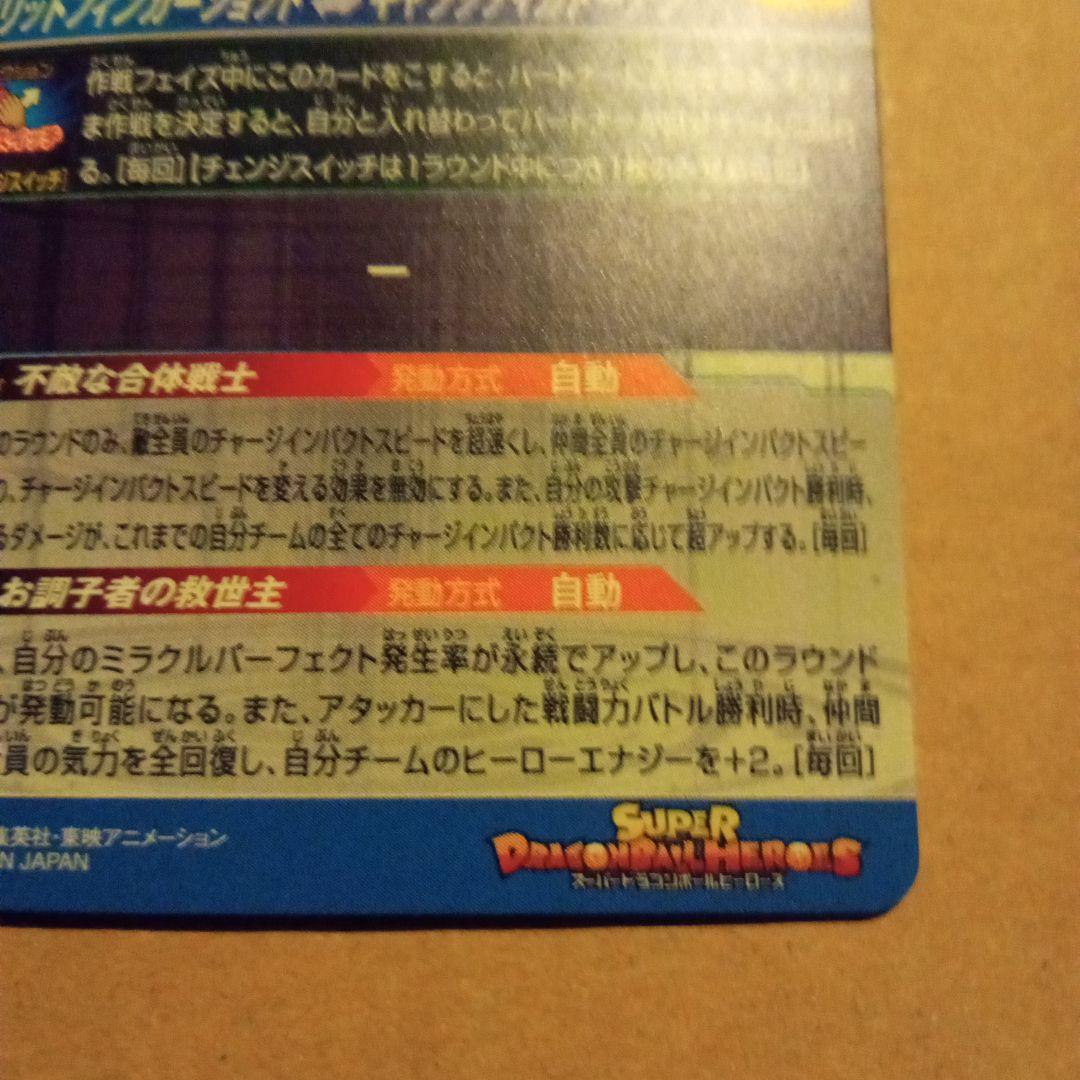 リットフィンガーショット
作戦フェイズ中にこのカードをこすると、パートナーに
ま作戦を決定すると、自分と入れ替わってパートナー
る。[毎回]【チェンジスイッチは1ラウンド中につき1
ジスイッチ]
不敵な合体戦士 発動方式 自動
のラウンドのみ、敵全員のチャージインパクトスピードを超速くし、仲間全員のチャージインパクトスピー
り、チャージインパクトスピードを変える効果を無効にする。また、自分の攻撃チャージインパクト勝利時、
るダメージが、これまでの自分チームの全てのチャージインパクト勝利数に応じて超アップする。[毎回]
お調子者の救世主 発動方式 自動
、自分のミラクルパーフェクト発生率が永続でアップし、このラウンド
が発動可能になる。また、アタッカーにした戦闘力バトル勝利時、仲間
員の気力を全回復し、自分チームのヒーローエナジーを+2。[毎回]
集英社・東映アニメーション
IN JAPAN
SUPER
DRAGONBALL HEROES
スーパードラゴンボールヒーローズ